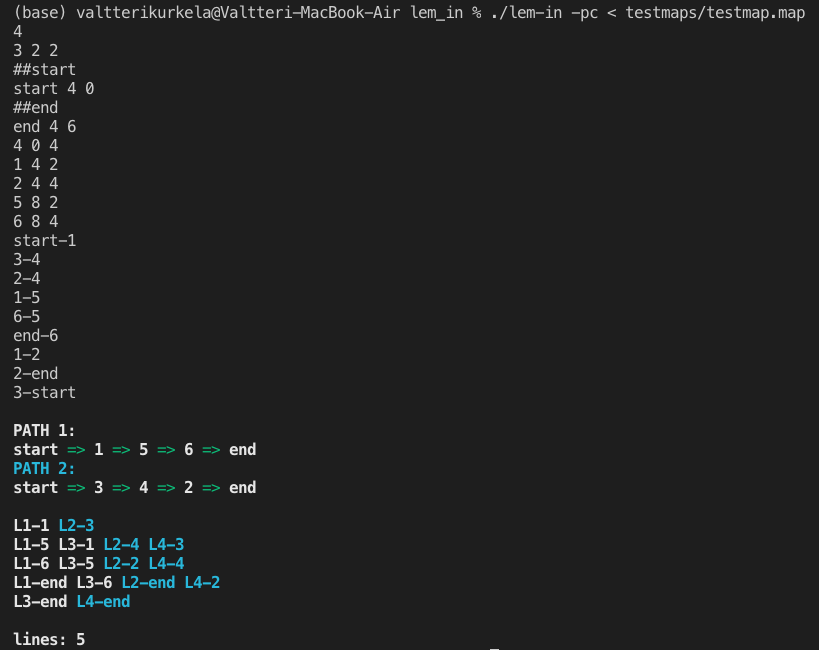 (base) valtterikurkela@Valtteri-MacBook-Air lem_in % ./lem-in -pc < testmaps/testmap.map
4
3 2 2
##start
start 4 0
##end
end 4 6
4 0 4
1 4 2
2 4 4
5 8 2
6 8 4
start-1
3-4
2-4
1-5
6-5
end-6
1-2
2-end
3-start
PATH 1:
start => 1 => 5 => 6 => end
PATH 2:
start => 3 => 4 => 2 => end
L1-1 L2-3
L1-5 L3-1 L2-4 L4-3
L1-6 L3-5 L2-2 L4-4
L1-end L3-6 L2-end L4-2
L3-end L4-end
lines: 5